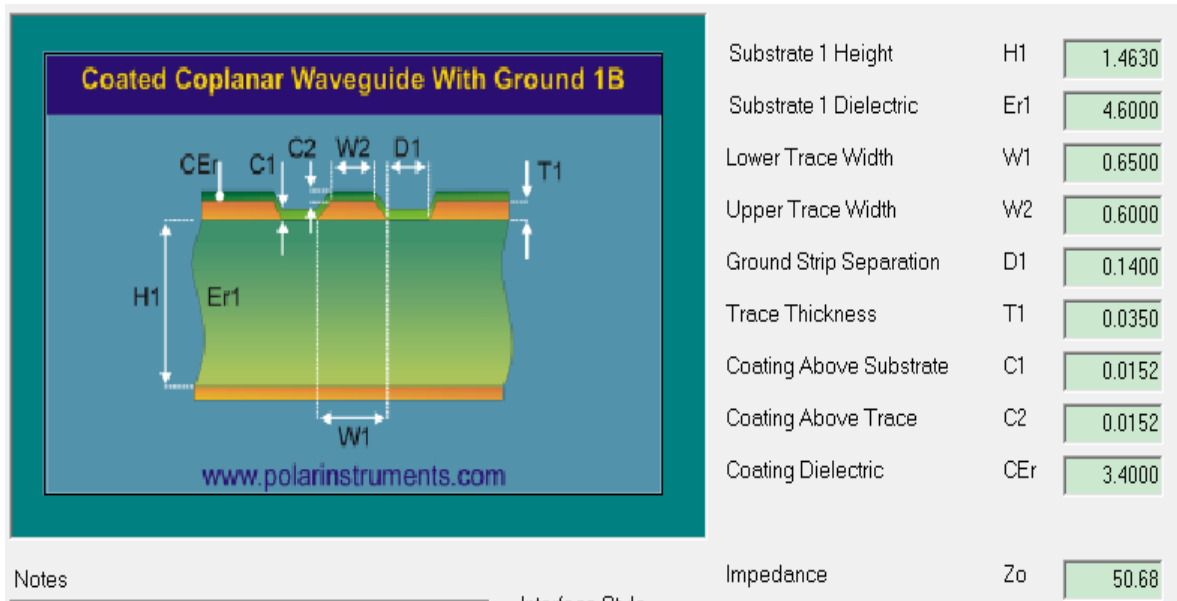 Coated Coplanar Waveguide With Ground 1B
CEr C1 C2 W2 D1 T1
H1 Er1
W1
www.polarinstruments.com
Substrate 1 Height H1 1.4630
Substrate 1 Dielectric Er1 4.6000
Lower Trace Width W1 0.6500
Upper Trace Width W2 0.6000
Ground Strip Separation D1 0.1400
Trace Thickness T1 0.0350
Coating Above Substrate C1 0.0152
Coating Above Trace C2 0.0152
Coating Dielectric CEr 3.4000
Impedance Zo 50.68
Notes